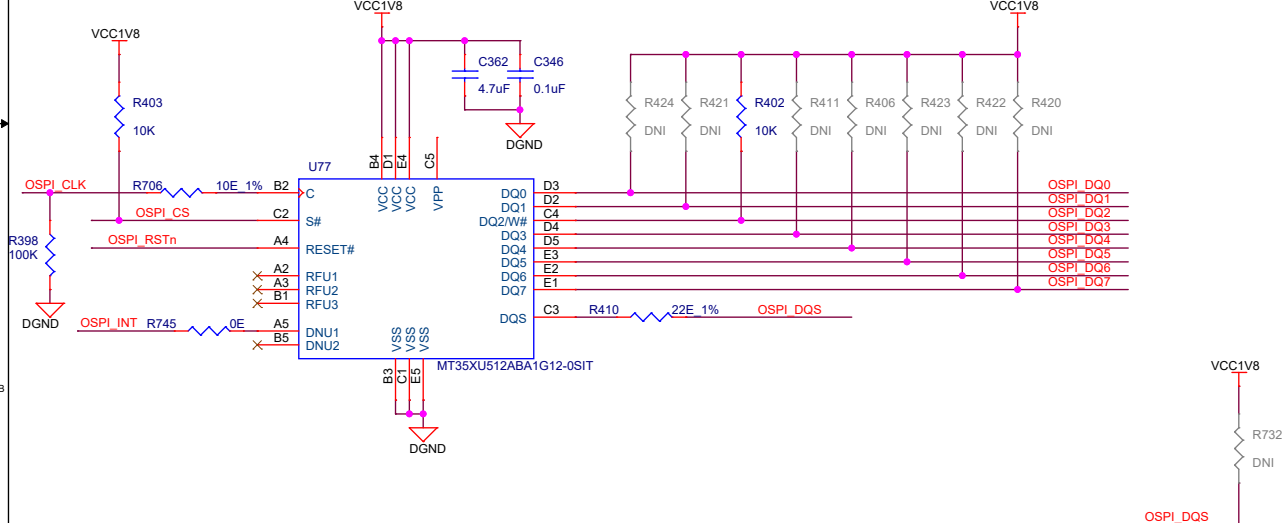 VCC1V8
VCC1V8
VCC1V8
C362
4.7uF
C346
0.1uF
DGND
R403
10K
R424
DNI
R421
DNI
R402
10K
R411
DNI
R406
DNI
R423
DNI
R422
DNI
R420
DNI
U77
B4
D1
E4
C5
VCC
VCC
VCC
VPP
OSPI_CLK
R706
10E_1%
B2
C
OSPI_CS
C2
S#
OSPI_RSTn
A4
RESET#
R398
100K
DGND
A2
RFU1
A3
RFU2
B1
RFU3
OSPI_INT
R745
0E
A5
DNU1
B5
DNU2
DQ0
D3
OSPI_DQ0
DQ1
D2
OSPI_DQ1
DQ2/W#
C4
OSPI_DQ2
DQ3
D4
OSPI_DQ3
DQ4
D5
OSPI_DQ4
DQ5
E3
OSPI_DQ5
DQ6
E2
OSPI_DQ6
DQ7
E1
OSPI_DQ7
DQS
C3
R410
22E_1%
OSPI_DQS
VSS
VSS
VSS
B3
C1
E5
MT35XU512ABA1G12-0SIT
DGND
B
VCC1V8
R732
DNI
OSPI_DQS